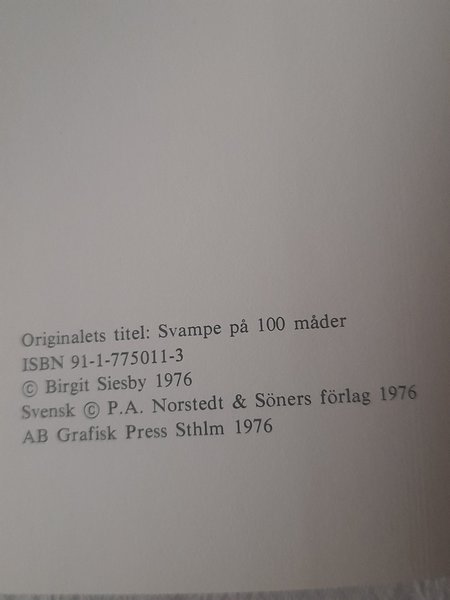 Originalets titel: Svampe på 100 måder
ISBN 91-1-775011-3
© Birgit Siesby 1976
Svensk © P.A. Norstedt & Söners förlag 1976
AB Grafisk Press Sthlm 1976